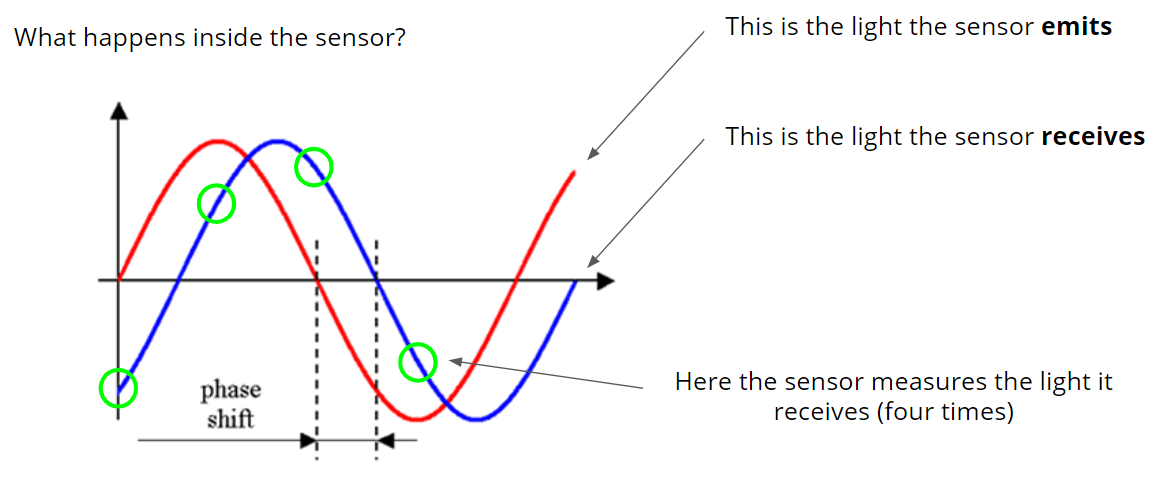 What happens inside the sensor?
This is the light the sensor emits
This is the light the sensor receives
phase
shift
Here the sensor measures the light it
receives (four times)